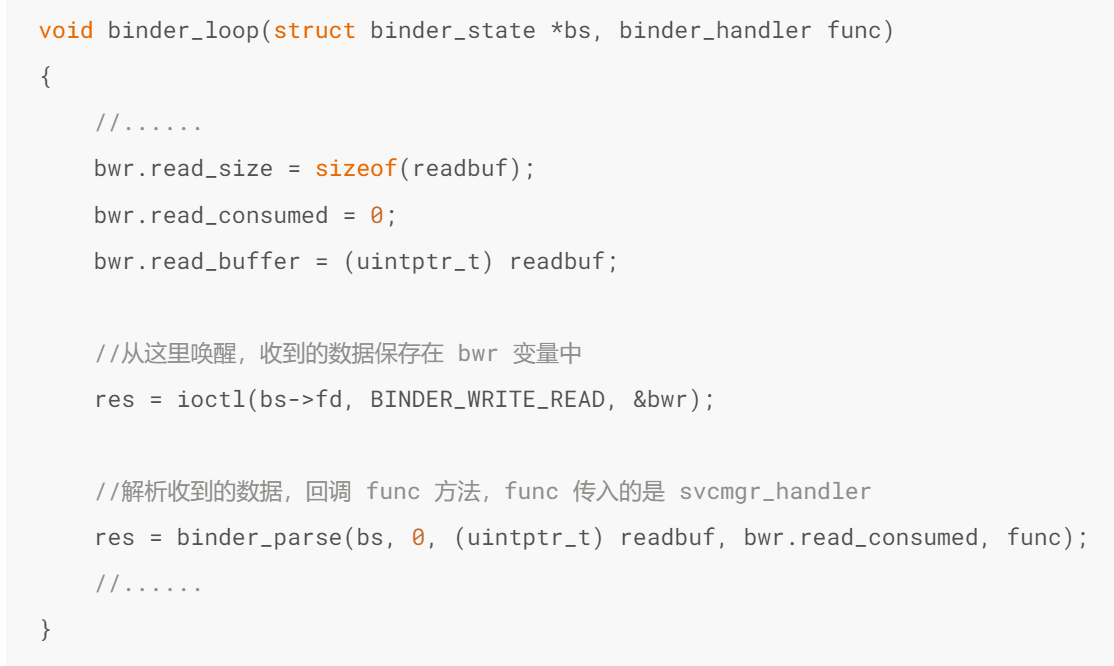 void binder_loop(struct binder_state *bs, binder_handler func)
{
    //......
    bwr.read_size = sizeof(readbuf);
    bwr.read_consumed = 0;
    bwr.read_buffer = (uintptr_t) readbuf;

    //从这里唤醒，收到的数据保存在 bwr 变量中
    res = ioctl(bs->fd, BINDER_WRITE_READ, &bwr);

    //解析收到的数据，回调 func 方法，func 传入的是 svcmgr_handler
    res = binder_parse(bs, 0, (uintptr_t) readbuf, bwr.read_consumed, func);
    //......
}